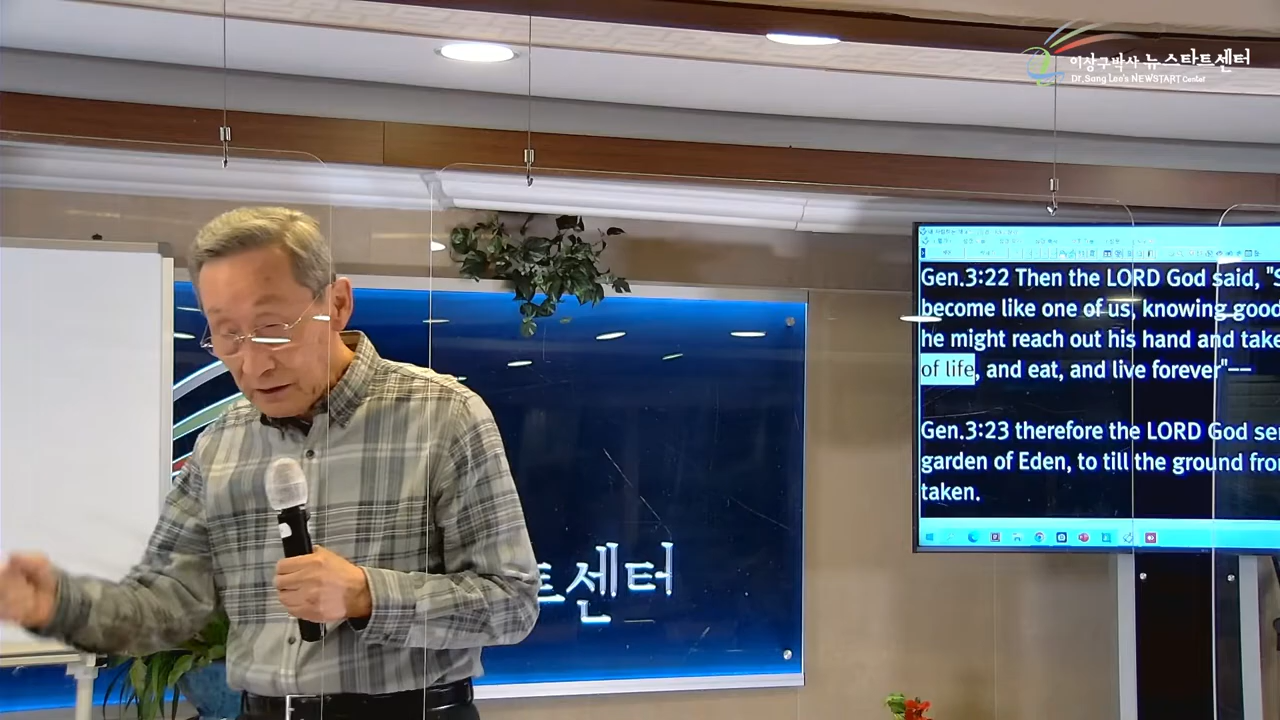 이상구박사 뉴스타트센터
Dr. Sang Lee's NEWSTART Center
Gen.3:22 Then the LORD God said, "S
become like one of us, knowing good
he might reach out his hand and take
of life, and eat, and live forever"--
Gen.3:23 therefore the LORD God sen
garden of Eden, to till the ground from
taken.
트센터